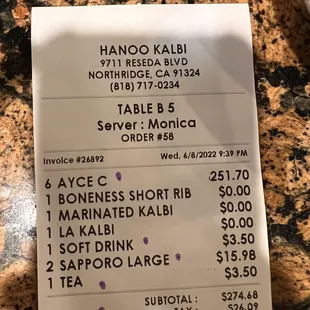 HANOO KALBI
9711 RESEDA BLVD
NORTHRIDGE, CA 91324
(818) 717-0234
TABLE B 5
Server : Monica
ORDER #58
Invoice #26892 Wed, 6/8/2022 9:39 PM
6 AYCE C 251.70
1 BONENESS SHORT RIB $0.00
1 MARINATED KALBI $0.00
1 LA KALBI $0.00
1 SOFT DRINK $3.50
2 SAPPORO LARGE $15.98
1 TEA $3.50
SUBTOTAL : $274.68
TAX : $26.09